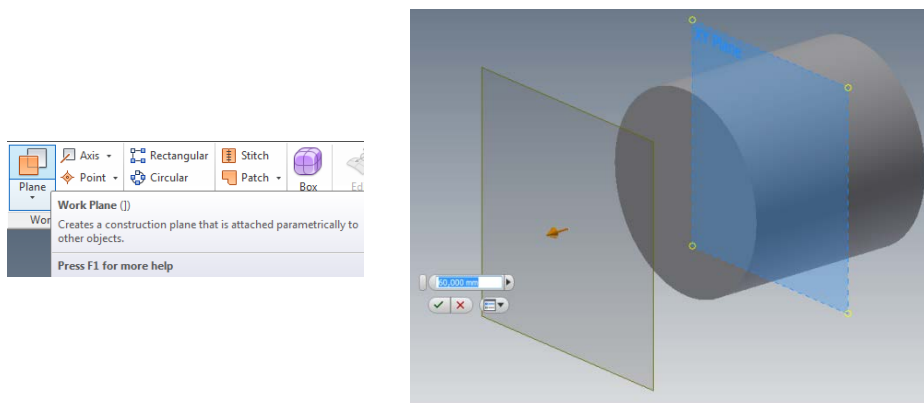 Axis
Rectangular
Stitch
Plane
Point
Circular
Patch
Box
Work Plane (])
Creates a construction plane that is attached parametrically to
other objects.
Press F1 for more help
60,000 mm